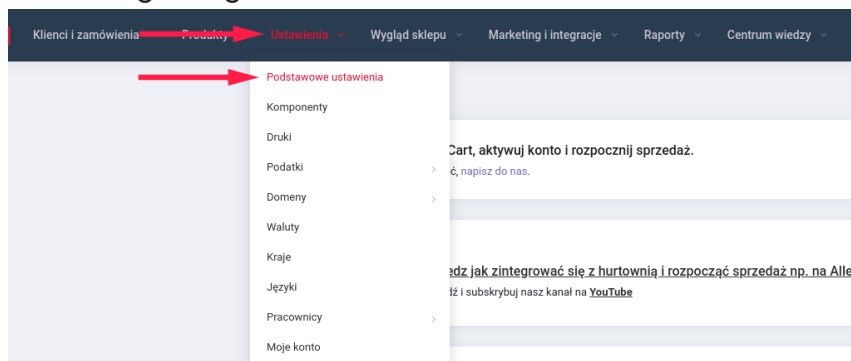 Klienci i zamówienia Produkty Ustawienia Wygląd sklepu Marketing i integracje Raporty Centrum wiedzy
Podstawowe ustawienia
Komponenty
Druki
Cart, aktywuj konto i rozpocznij sprzedaż.
Podatki
ć, napisz do nas.
Domeny
Waluty
Kraje
edz jak zintegrować się z hurtownią i rozpocząć sprzedaż np. na Alle
Języki
dź i subskrybuj nasz kanał na YouTube
Pracownicy
Moje konto